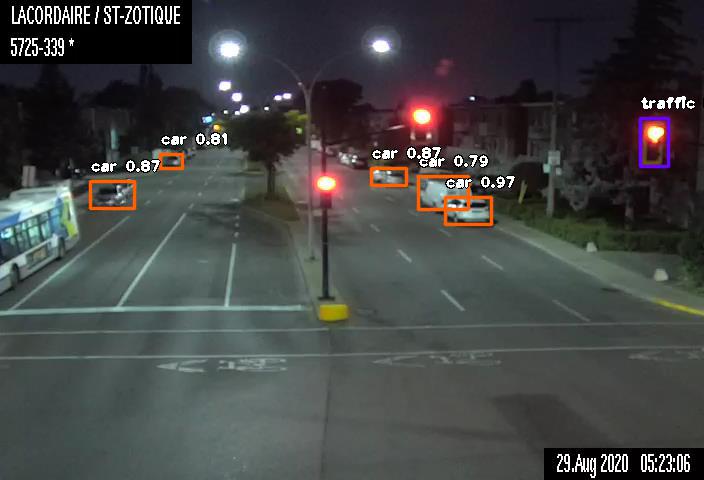 LACORDAIRE / ST-ZOTIQUE
5725-339 *
car 0.81
car 0.87
car 0.87
car 0.79
car 0.97
traffic
29.Aug 2020 05:23:06